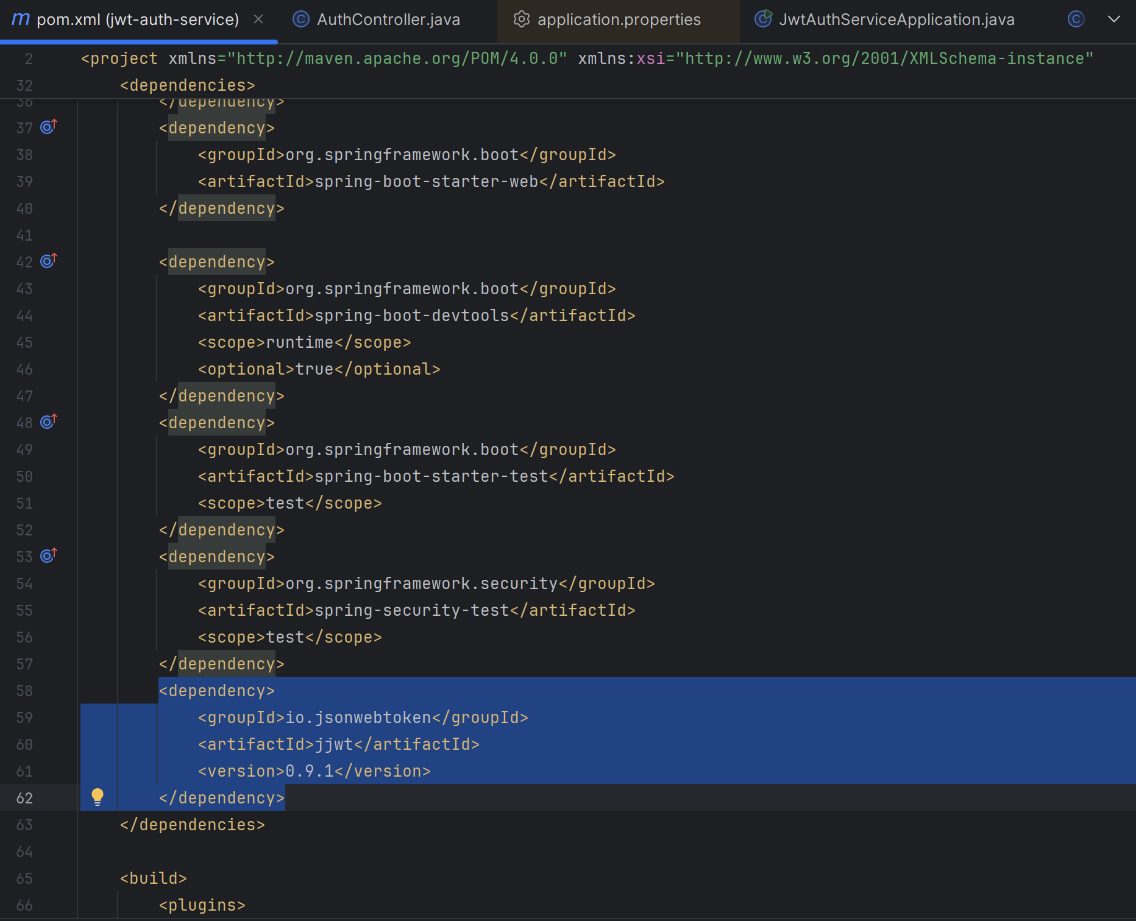 m pom.xml (jwt-auth-service) × © AuthController.java application.properties JwtAuthServiceApplication.java ©
2 <project xmlns="http://maven.apache.org/POM/4.0.0" xmlns:xsi="http://www.w3.org/2001/XMLSchema-instance"
32 <dependencies>
36 </dependency>
37 <dependency>
38 <groupId>org.springframework.boot</groupId>
39 <artifactId>spring-boot-starter-web</artifactId>
40 </dependency>
41
42 <dependency>
43 <groupId>org.springframework.boot</groupId>
44 <artifactId>spring-boot-devtools</artifactId>
45 <scope>runtime</scope>
46 <optional>true</optional>
47 </dependency>
48 <dependency>
49 <groupId>org.springframework.boot</groupId>
50 <artifactId>spring-boot-starter-test</artifactId>
51 <scope>test</scope>
52 </dependency>
53 <dependency>
54 <groupId>org.springframework.security</groupId>
55 <artifactId>spring-security-test</artifactId>
56 <scope>test</scope>
57 </dependency>
58 <dependency>
59 <groupId>io.jsonwebtoken</groupId>
60 <artifactId>jjwt</artifactId>
61 <version>0.9.1</version>
62 </dependency>
63 </dependencies>
64
65 <build>
66 <plugins>